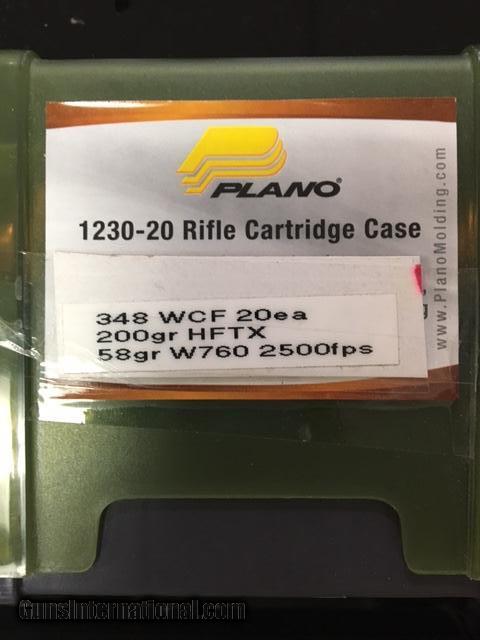 PLANO®
1230-20 Rifle Cartridge Case
www.PlanoMolding.com
348 WCF 20ea
200gr HFTX
58gr W760 2500fps
GunsInternational.com